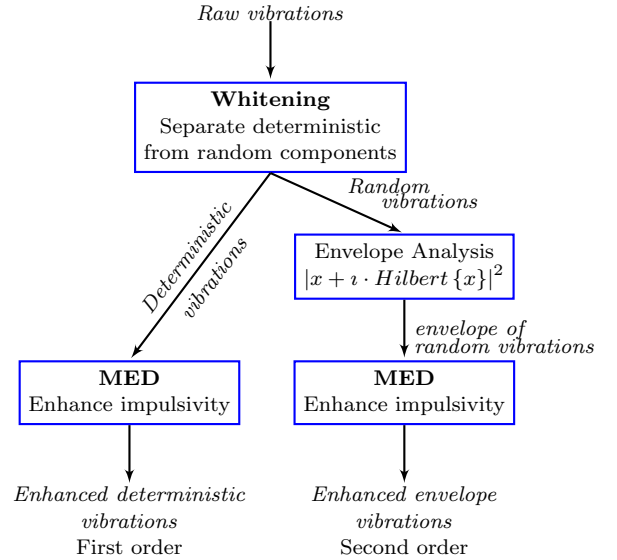 Raw vibrations
Whitening
Separate deterministic
from random components
Random
vibrations
Deterministic
vibrations
Envelope Analysis
|x + ı · Hilbert {x}|²
envelope of
random vibrations
MED
Enhance impulsivity
MED
Enhance impulsivity
Enhanced deterministic
vibrations
First order
Enhanced envelope
vibrations
Second order